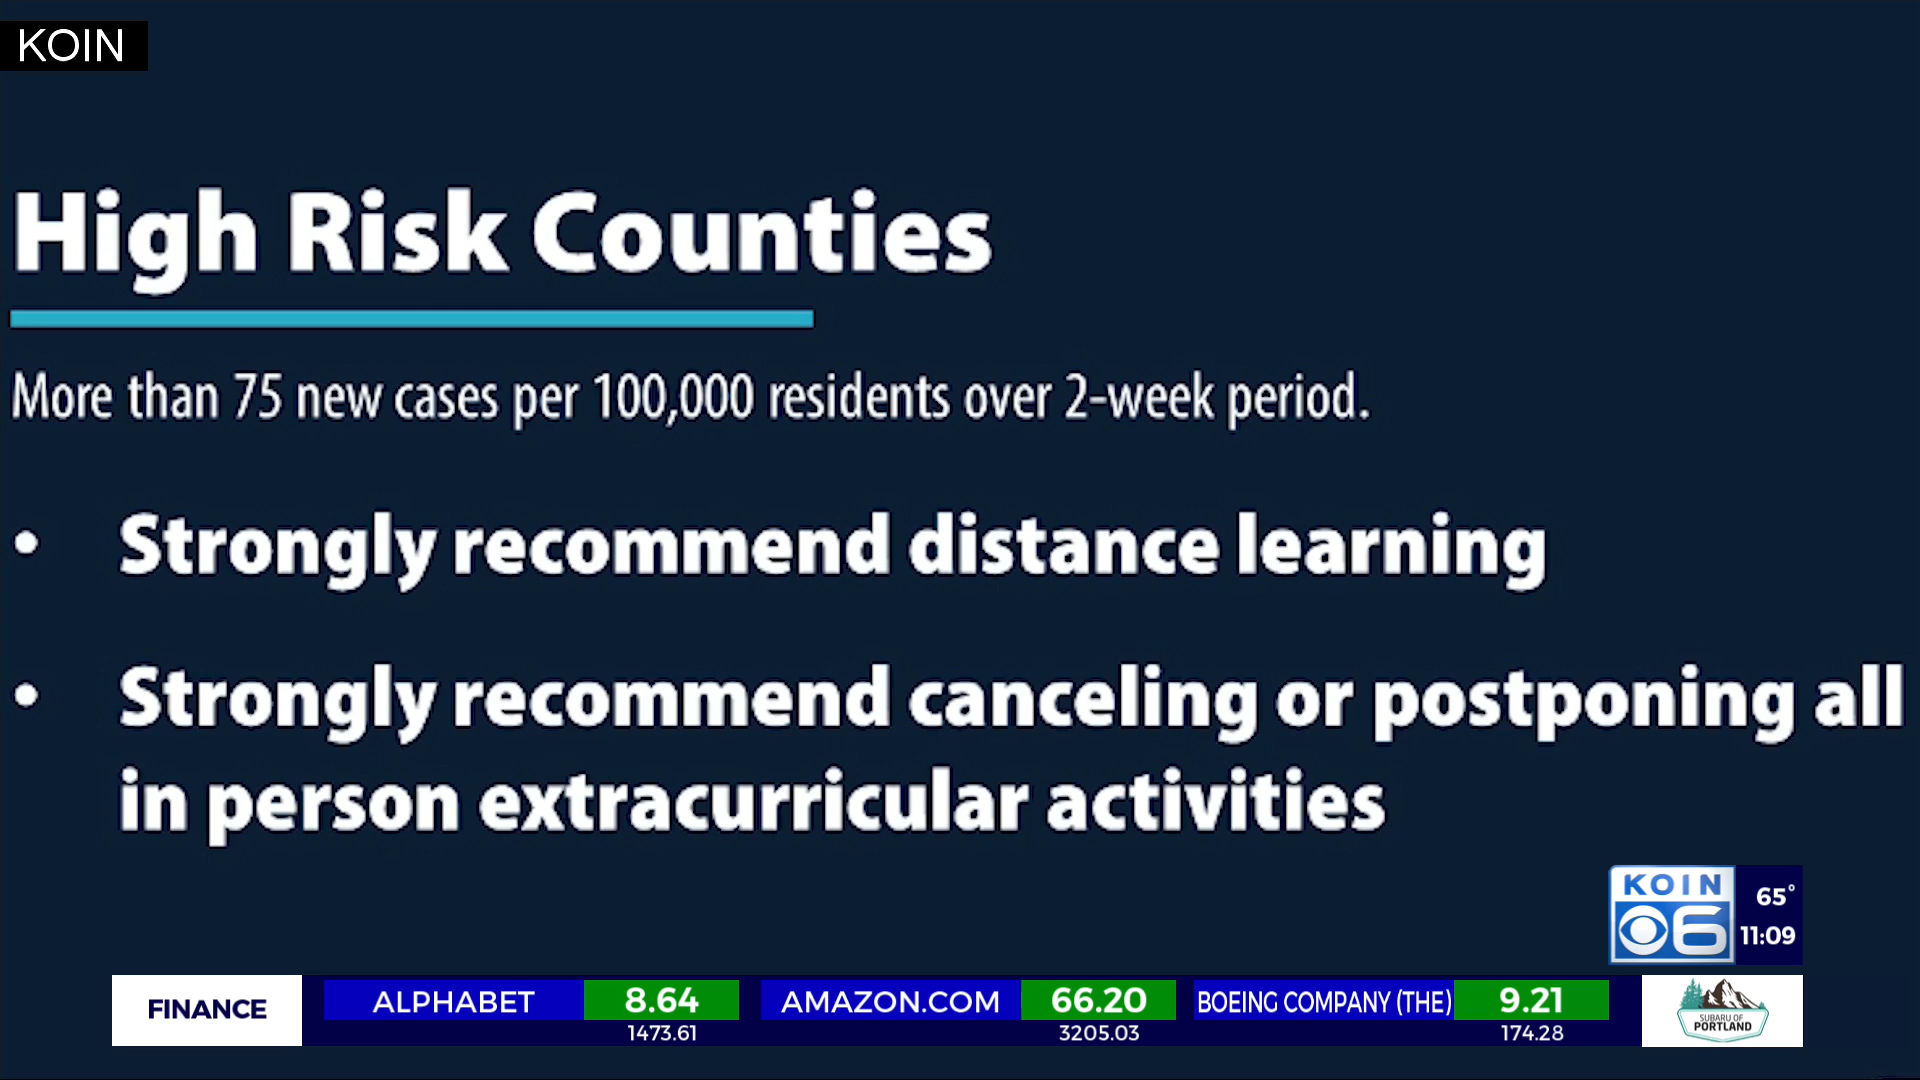 KOIN
High Risk Counties
More than 75 new cases per 100,000 residents over 2-week period.
• Strongly recommend distance learning
• Strongly recommend canceling or postponing all
in person extracurricular activities
KOIN
6
65°
11:09
FINANCE
ALPHABET 8.64
1473.61
AMAZON.COM 66.20
3205.03
BOEING COMPANY (THE) 9.21
174.28
SUBARU OF
PORTLAND